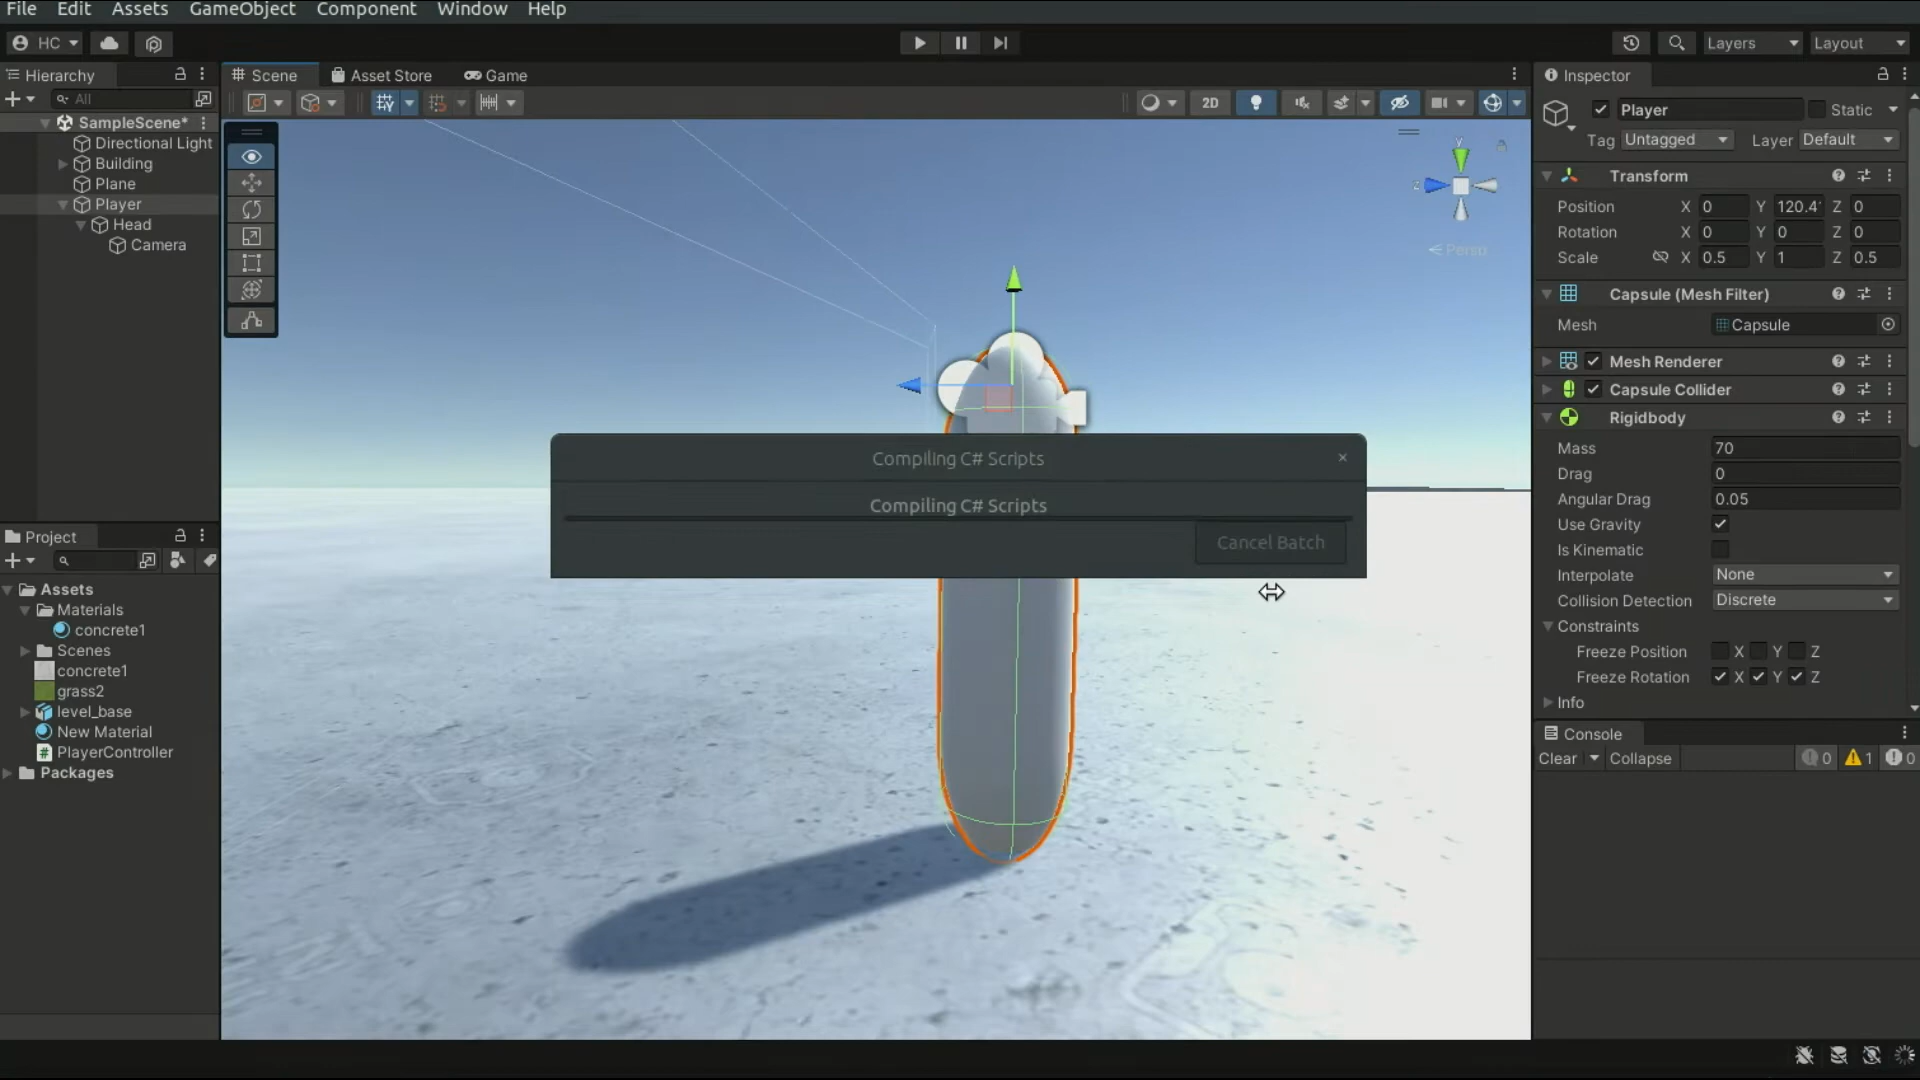 File Edit Assets GameObject Component Window Help
HC Layers Layout
Hierarchy
All
SampleScene*
Directional Light
Building
Plane
Player
Head
Camera
Project
Assets
Materials
concrete1
Scenes
concrete1
grass2
level_base
New Material
PlayerController
Packages
Scene Asset Store Game
2D
y
z
Persp
Compiling C# Scripts
Compiling C# Scripts
Cancel Batch
Inspector
Player Static
Tag Untagged Layer Default
Transform
Position X 0 Y 120.4 Z 0
Rotation X 0 Y 0 Z 0
Scale X 0.5 Y 1 Z 0.5
Capsule (Mesh Filter)
Mesh Capsule
Mesh Renderer
Capsule Collider
Rigidbody
Mass 70
Drag 0
Angular Drag 0.05
Use Gravity
Is Kinematic
Interpolate None
Collision Detection Discrete
Constraints
Freeze Position X Y Z
Freeze Rotation X Y Z
Info
Console
Clear Collapse 0 1 0